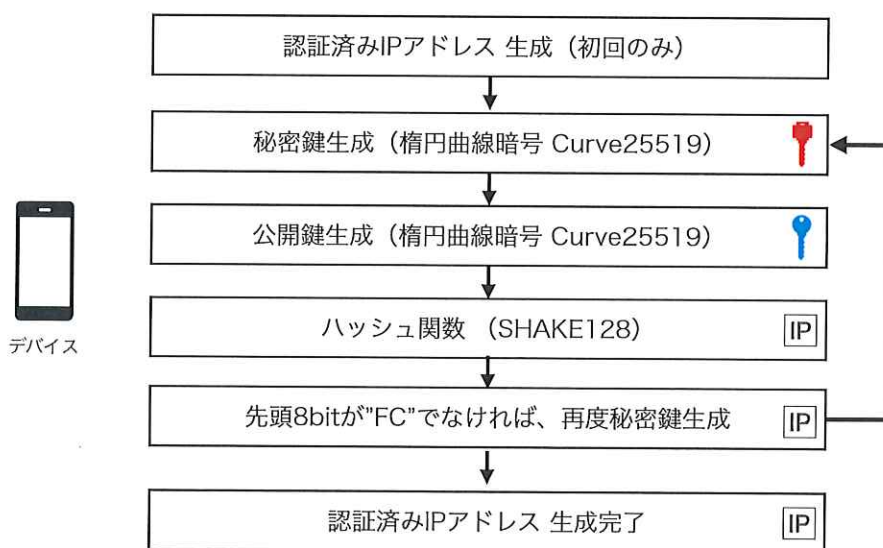 認証済みIPアドレス 生成（初回のみ）
秘密鍵生成（楕円曲線暗号 Curve25519）
公開鍵生成（楕円曲線暗号 Curve25519）
ハッシュ関数 （SHAKE128） IP
デバイス
先頭8bitが"FC"でなければ、再度秘密鍵生成 IP
認証済みIPアドレス 生成完了 IP